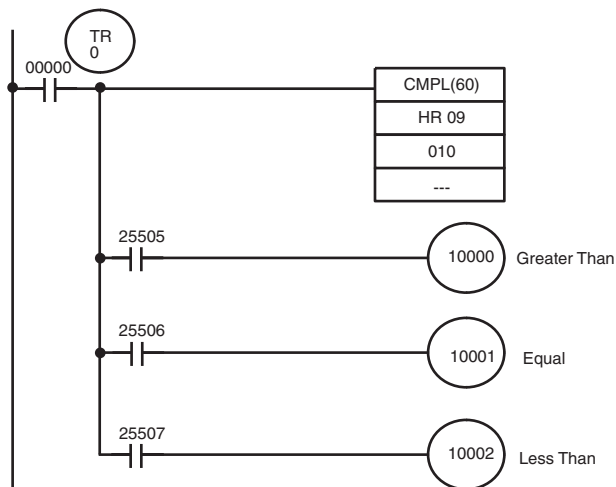 TR
0
00000
CMPL(60)
HR 09
010
---
25505
10000
Greater Than
25506
10001
Equal
25507
10002
Less Than